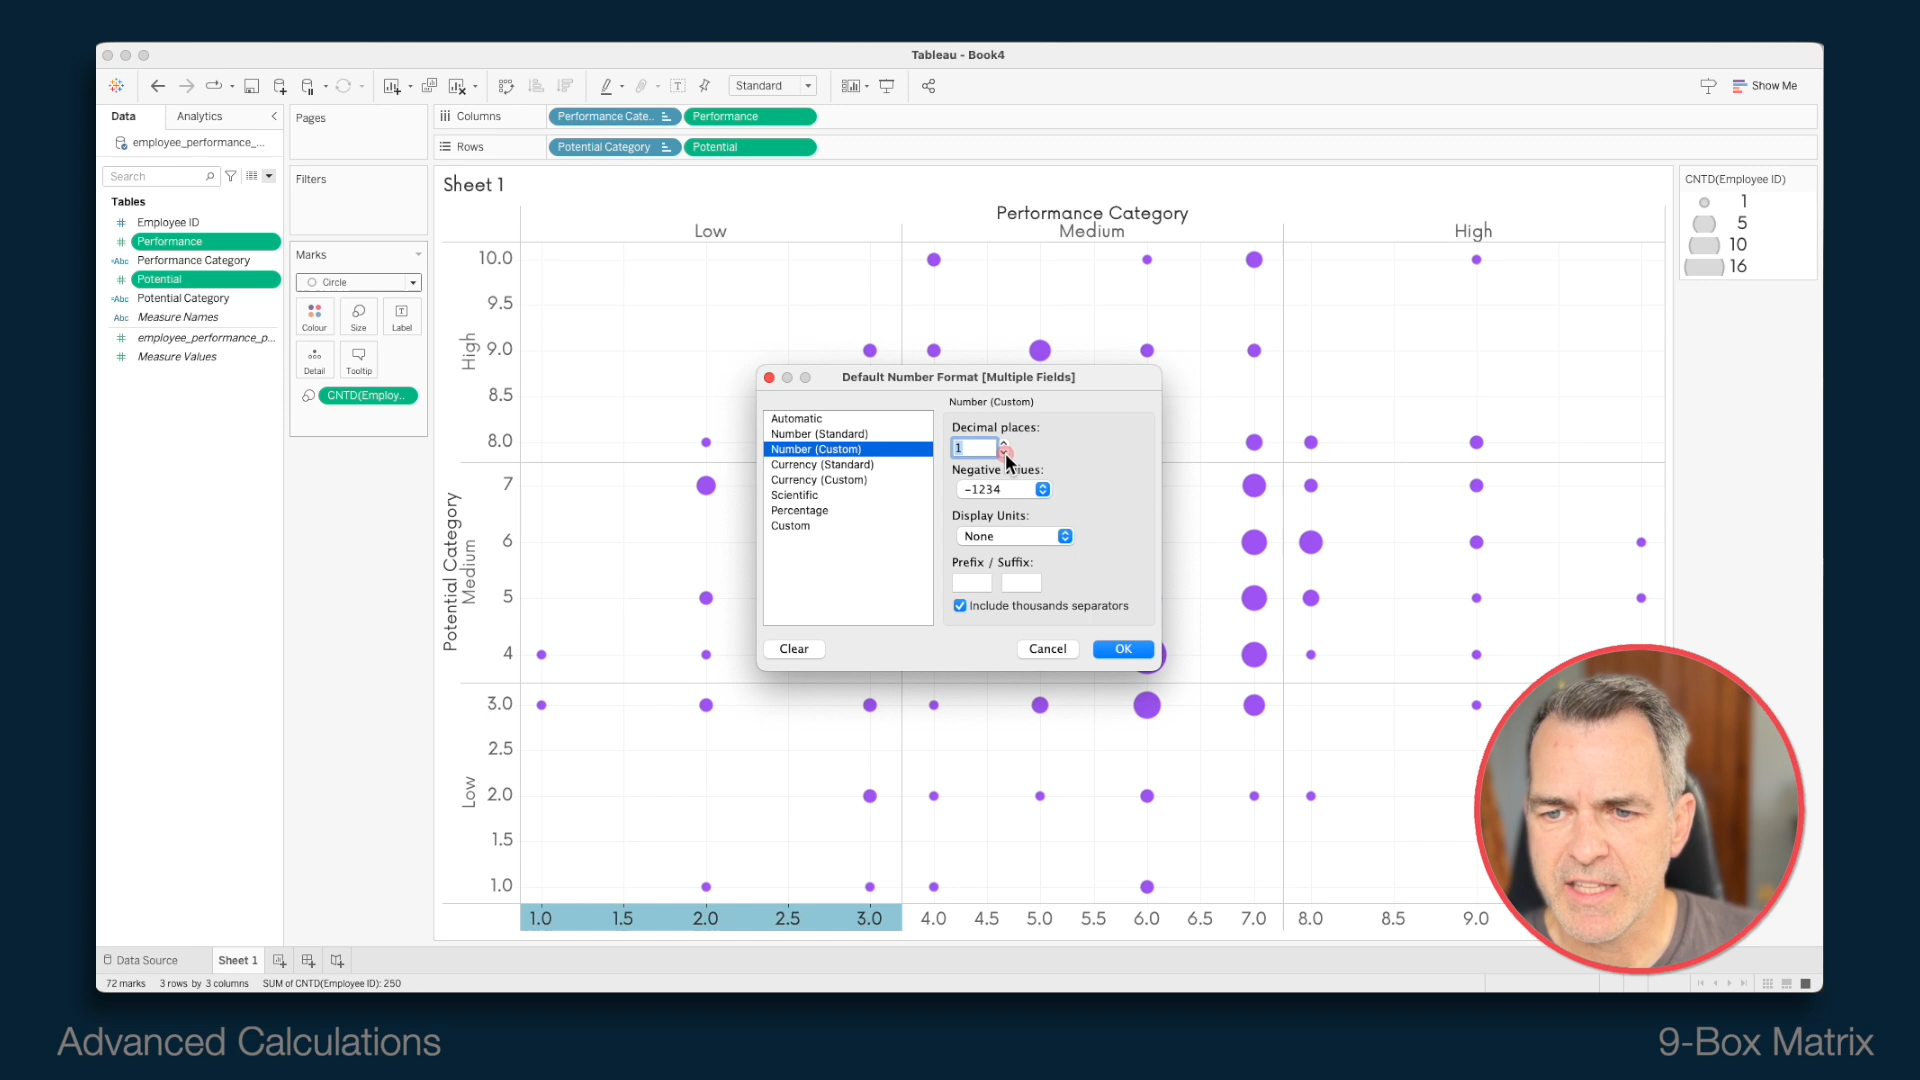 Tableau - Book4
Standard
Show Me
Data
Analytics
employee_performance_...
Search
Tables
Employee ID
Performance
Abc Performance Category
Potential
Abc Potential Category
Abc Measure Names
employee_performance_p...
Measure Values
Pages
Filters
Marks
Circle
Colour
Size
Label
Detail
Tooltip
CNTD(Employ..
Columns
Performance Cate..
Performance
Rows
Potential Category
Potential
Sheet 1
Performance Category
Low
Medium
High
Potential Category
High
Medium
Low
10.0
9.5
9.0
8.5
8.0
7
6
5
4
3.0
2.5
2.0
1.5
1.0
1.0 1.5 2.0 2.5 3.0 4.0 4.5 5.0 5.5 6.0 6.5 7.0 8.0 8.5 9.0
CNTD(Employee ID)
1
5
10
16
Default Number Format [Multiple Fields]
Automatic
Number (Standard)
Number (Custom)
Currency (Standard)
Currency (Custom)
Scientific
Percentage
Custom
Number (Custom)
Decimal places:
1
Negative
-1234
Display Units:
None
Prefix / Suffix:
Include thousands separators
Clear
Cancel
OK
Data Source
Sheet 1
72 marks
3 rows by 3 columns
SUM of CNTD(Employee ID): 250
Advanced Calculations
9-Box Matrix